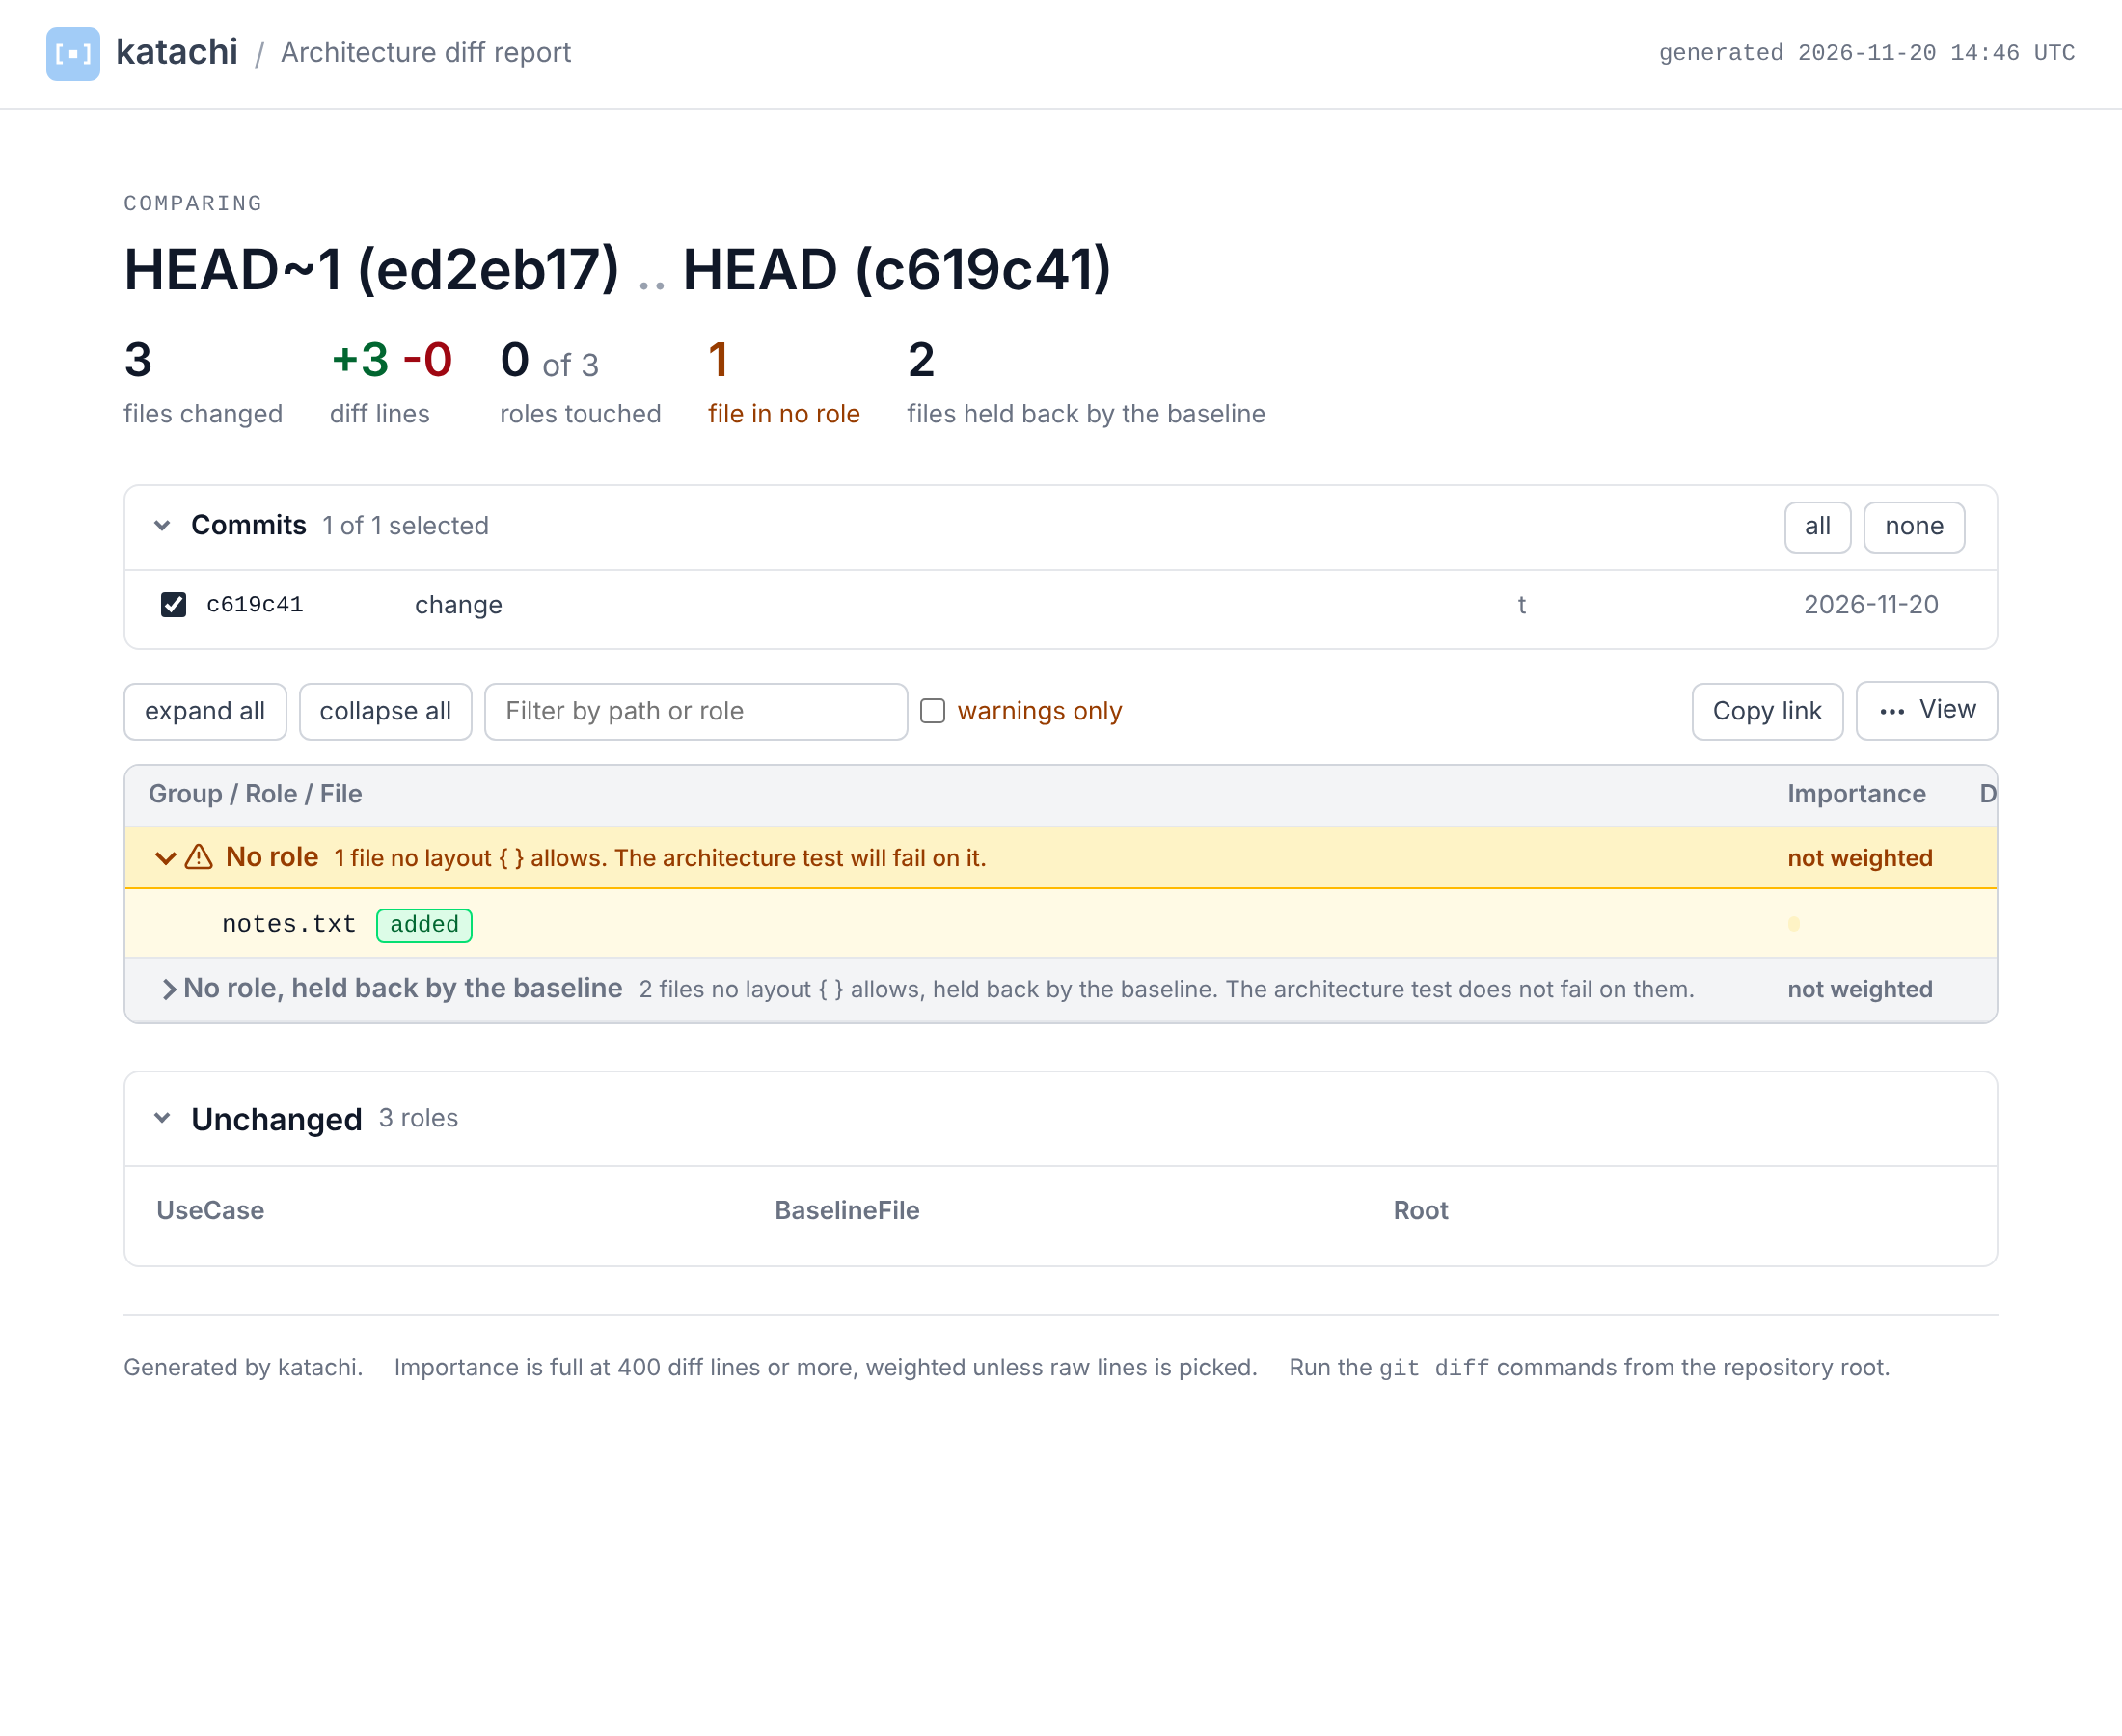 [▪] katachi / Architecture diff report
generated 2026-11-20 14:46 UTC
COMPARING
HEAD~1 (ed2eb17) .. HEAD (c619c41)
3 +3 -0 0 of 3 1 2
files changed diff lines roles touched file in no role files held back by the baseline
Commits 1 of 1 selected all none
c619c41 change t 2026-11-20
expand all collapse all Filter by path or role warnings only Copy link ... View
Group / Role / File Importance D
No role 1 file no layout { } allows. The architecture test will fail on it. not weighted
notes.txt added
No role, held back by the baseline 2 files no layout { } allows, held back by the baseline. The architecture test does not fail on them. not weighted
Unchanged 3 roles
UseCase BaselineFile Root
Generated by katachi. Importance is full at 400 diff lines or more, weighted unless raw lines is picked. Run the git diff commands from the repository root.